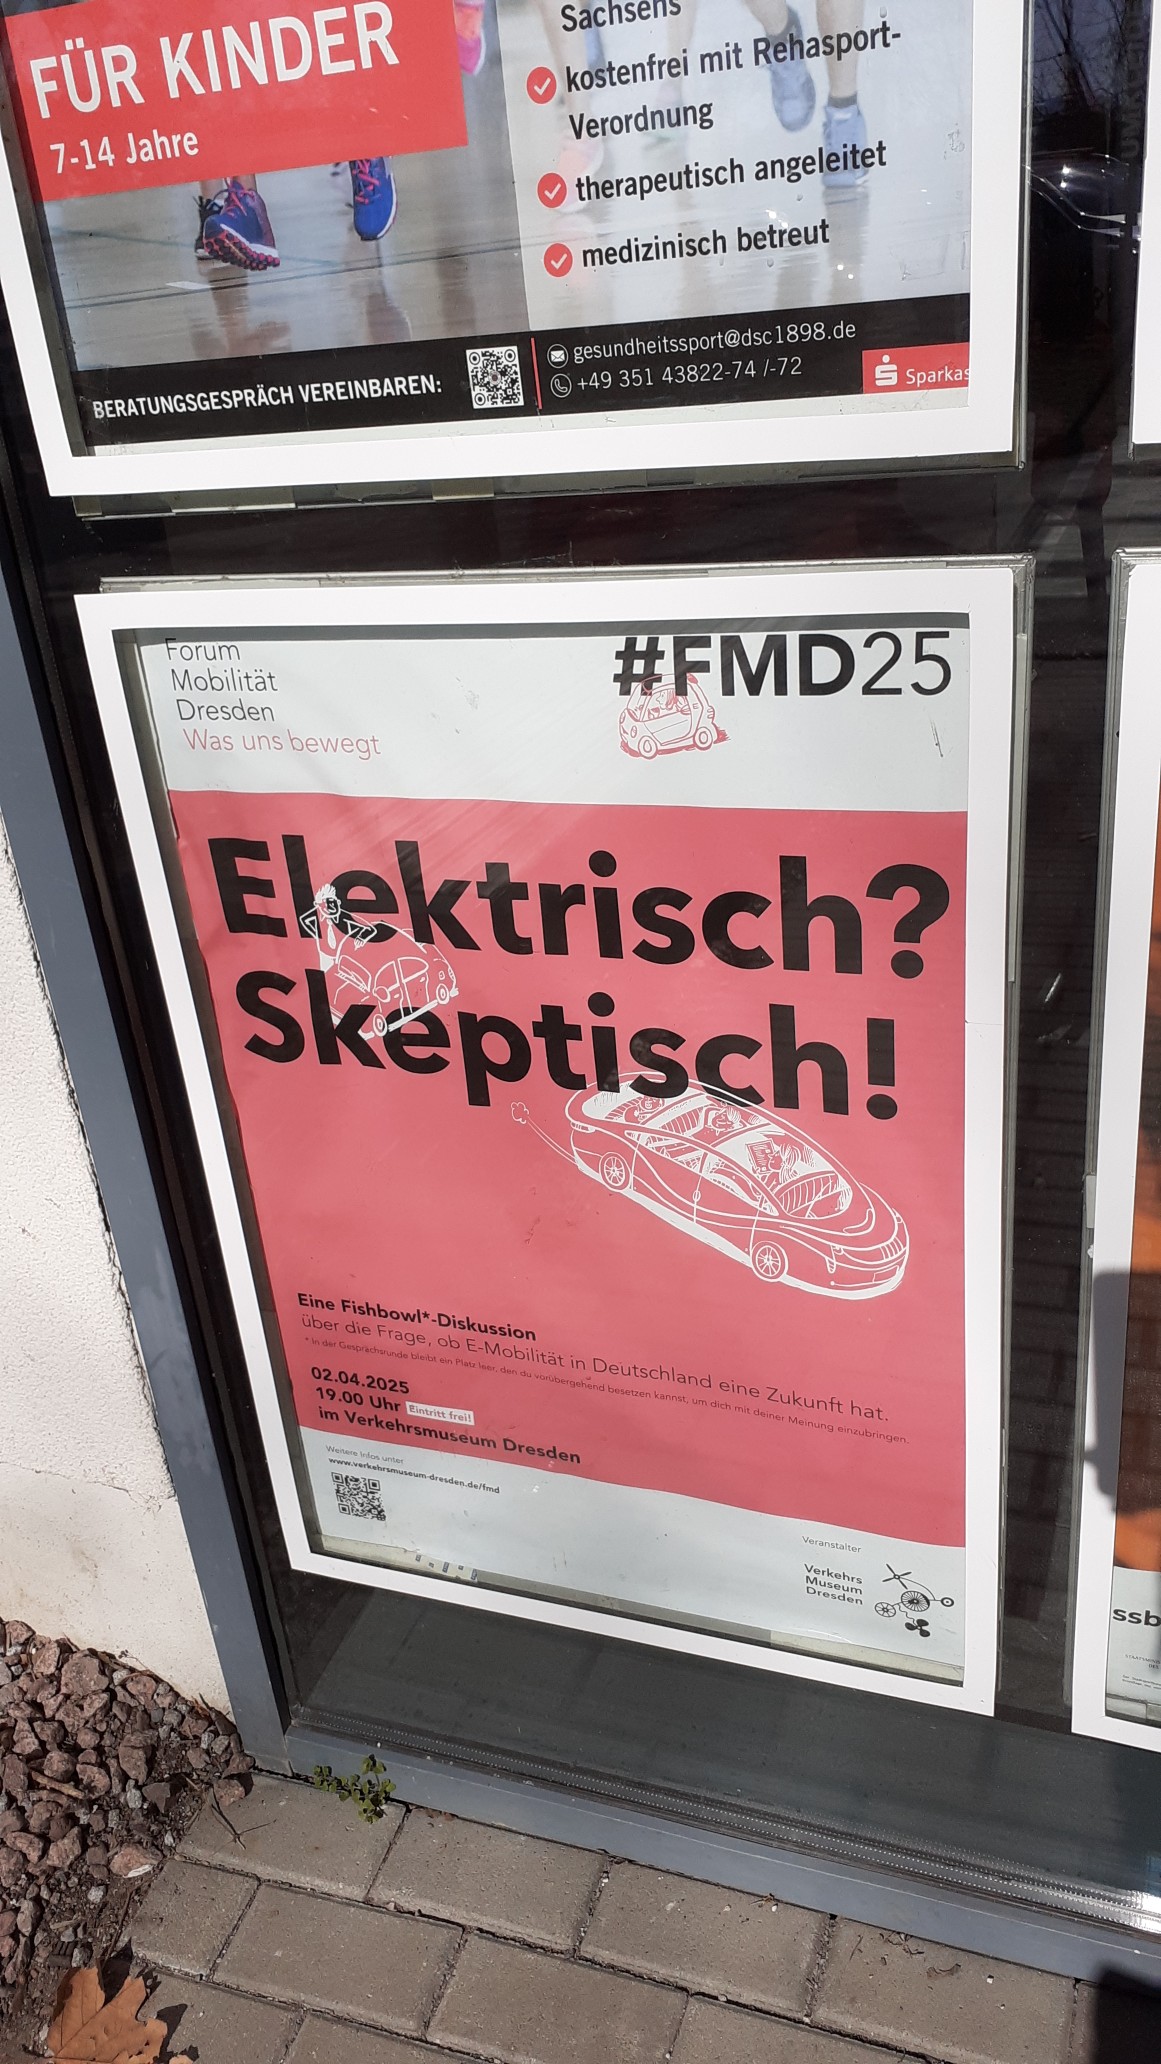 FÜR KINDER
7-14 Jahre
Sachsens
kostenfrei mit Rehasport-
Verordnung
therapeutisch angeleitet
medizinisch betreut
BERATUNGSGESPRÄCH VEREINBAREN:
gesundheitssport@dsc1898.de
+49 351 43822-74 /-72
Sparkas
Forum
Mobilität
Dresden
Was uns bewegt
#FMD25
Elektrisch?
Skeptisch!
Eine Fishbowl*-Diskussion
über die Frage, ob E-Mobilität in Deutschland eine Zukunft hat.
* In der Gesprächsrunde bleibt ein Platz leer, den du vorübergehend besetzen kannst, um dich mit deiner Meinung einzubringen.
02.04.2025
19.00 Uhr Eintritt frei!
im Verkehrsmuseum Dresden
Weitere Infos unter
www.verkehrsmuseum-dresden.de/fmd
Veranstalter
Verkehrs
Museum
Dresden
ssb